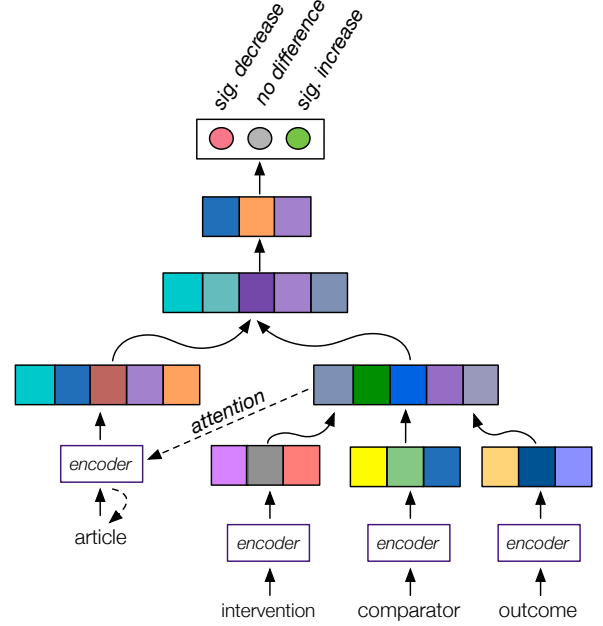 sig. decrease
no difference
sig. increase
attention
encoder
article
encoder
encoder
encoder
intervention
comparator
outcome